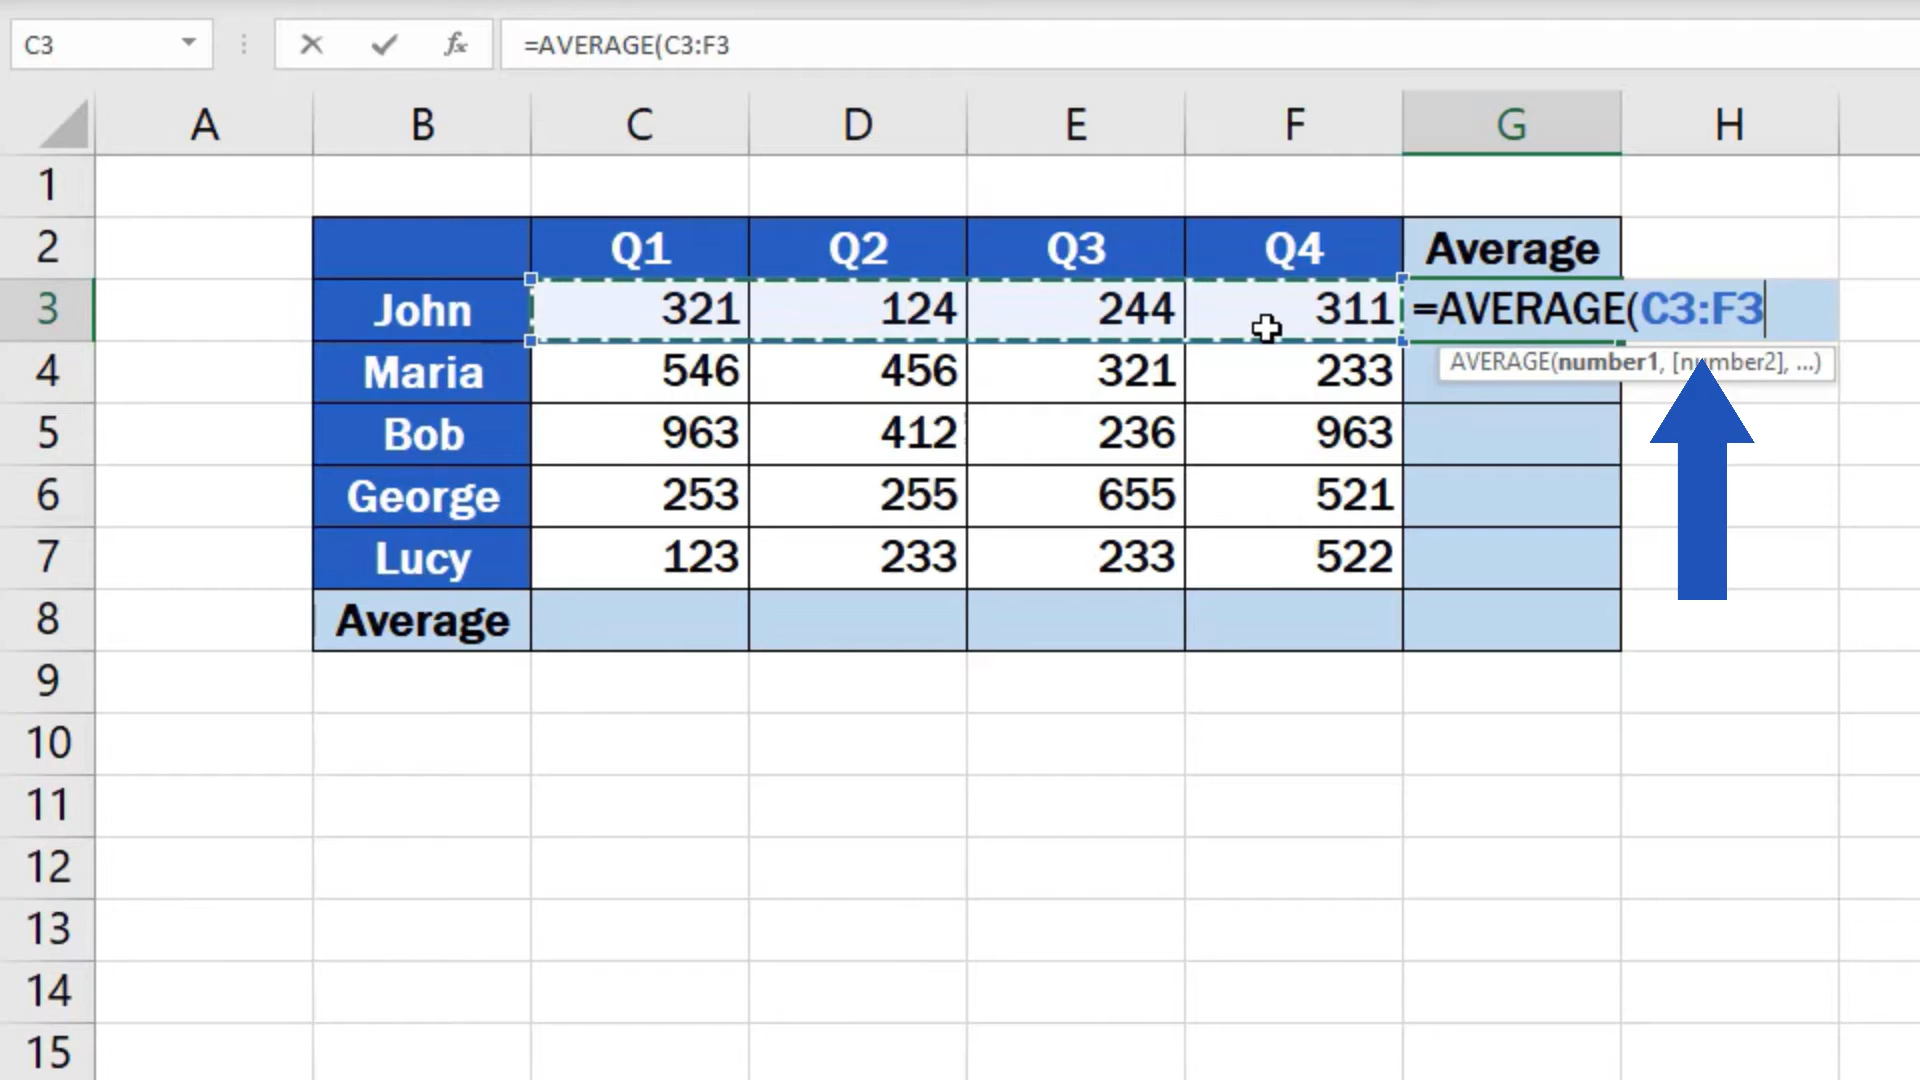 C3 fx =AVERAGE(C3:F3
A B C D E F G H
1
2 Q1 Q2 Q3 Q4 Average
3 John 321 124 244 311 =AVERAGE(C3:F3
AVERAGE(number1, [number2], ...)
4 Maria 546 456 321 233
5 Bob 963 412 236 963
6 George 253 255 655 521
7 Lucy 123 233 233 522
8 Average
9
10
11
12
13
14
15